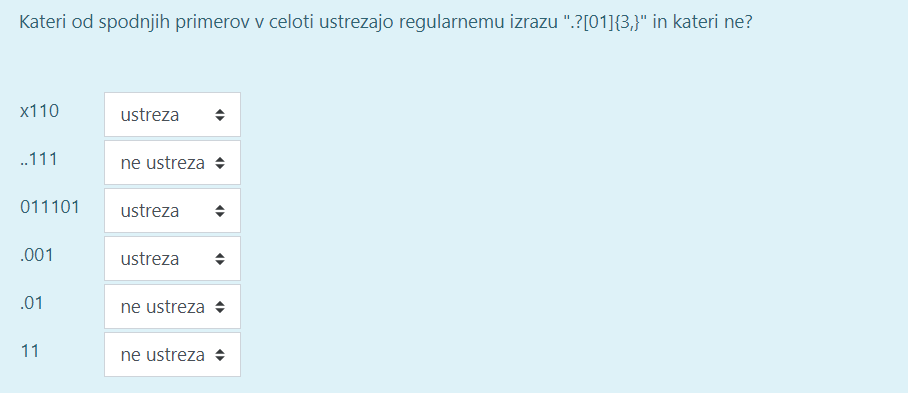 Kateri od spodnjih primerov v celoti ustrezajo regularnemu izrazu ".?[01]{3,}" in kateri ne?
x110 ustreza
..111 ne ustreza
011101 ustreza
.001 ustreza
.01 ne ustreza
11 ne ustreza